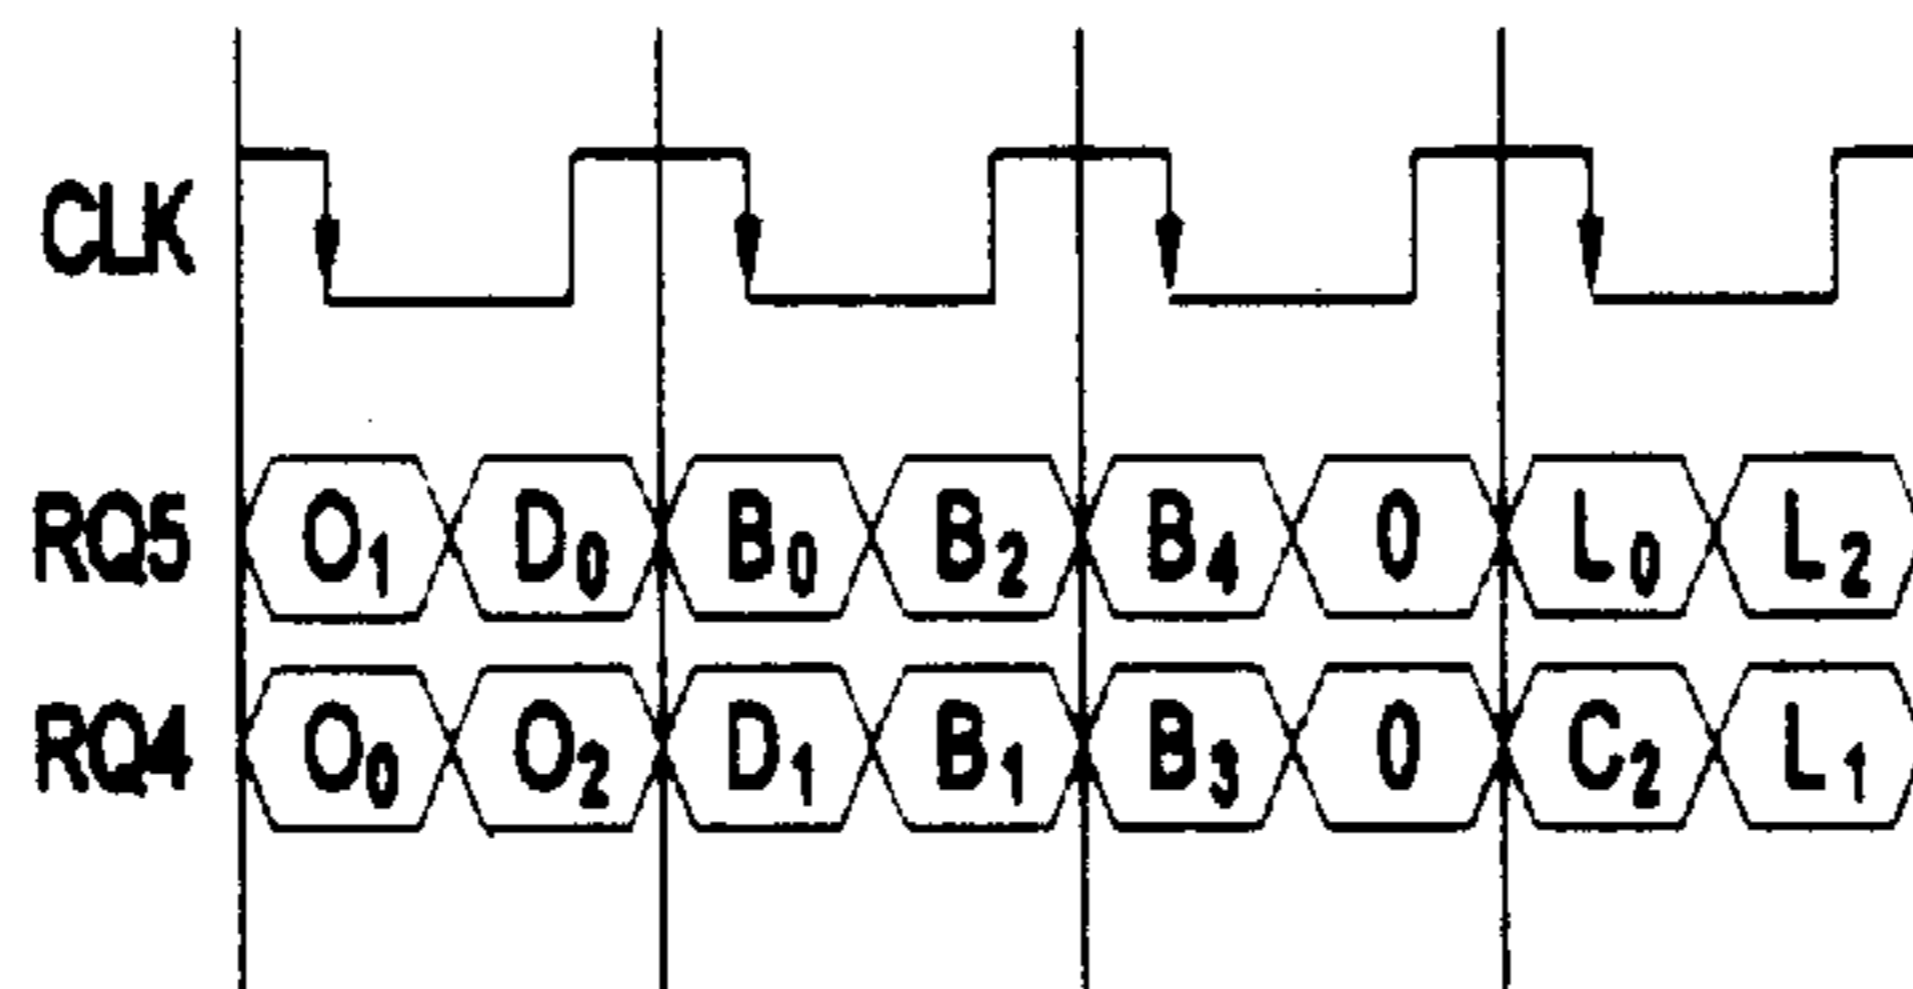 CLK
RQ5 O₁ D₀ B₀ B₂ B₄ 0 L₀ L₂
RQ4 O₀ O₂ D₁ B₁ B₃ 0 C₂ L₁